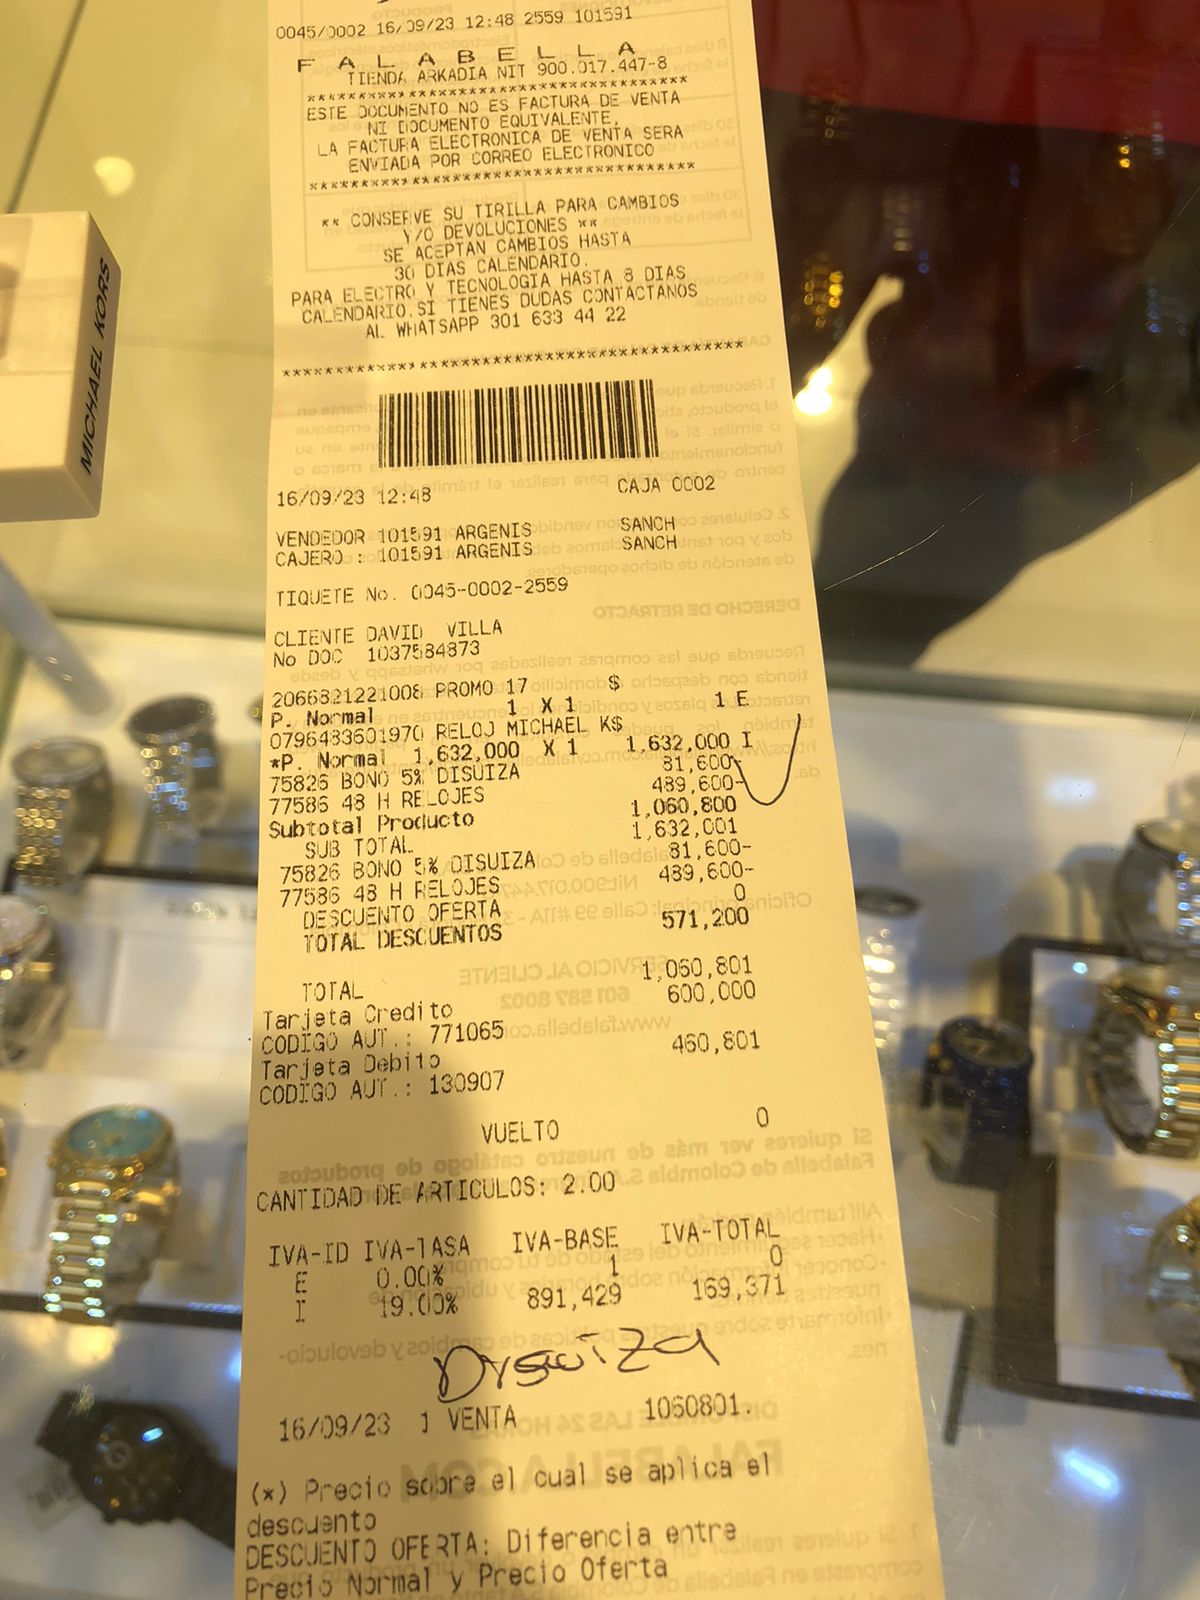 0045/0002 16/09/23 12:48 2559 101591
F A L A B E L L A
TIENDA ARKADIA NIT 900.017.447-8
****************************************
ESTE DOCUMENTO NO ES FACTURA DE VENTA
NI DOCUMENTO EQUIVALENTE,
LA FACTURA ELECTRONICA DE VENTA SERA
ENVIADA POR CORREO ELECTRONICO
****************************************
** CONSERVE SU TIRILLA PARA CAMBIOS
Y/O DEVOLUCIONES **
SE ACEPTAN CAMBIOS HASTA
30 DIAS CALENDARIO.
PARA ELECTRO Y TECNOLOGIA HASTA 8 DIAS
CALENDARIO.SI TIENES DUDAS CONTACTANOS
AL WHATSAPP 301 633 44 22
****************************************
16/09/23 12:48 CAJA 0002
VENDEDOR 101591 ARGENIS SANCH
CAJERO : 101591 ARGENIS SANCH
TIQUETE No. 0045-0002-2559
CLIENTE DAVID VILLA
No DOC 1037584873
2066821221008 PROMO 17 $
P. Normal 1 X 1 1 E
0796483601970 RELOJ MICHAEL K$
*P. Normal 1,632,000 X 1 1,632,000 I
75826 BONO 5% DISUIZA 81,600-
77586 48 H RELOJES 489,600-
Subtotal Producto 1,060,800
SUB TOTAL 1,632,001
75826 BONO 5% DISUIZA 81,600-
77586 48 H RELOJES 489,600-
DESCUENTO OFERTA 0
TOTAL DESCUENTOS 571,200
TOTAL 1,060,801
Tarjeta Credito 600,000
CODIGO AUT.: 771065
Tarjeta Debito 460,801
CODIGO AUT.: 130907
VUELTO 0
CANTIDAD DE ARTICULOS: 2.00
IVA-ID IVA-TASA IVA-BASE IVA-TOTAL
E 0.00% 1 0
I 19.00% 891,429 169,371
Dysuiza
16/09/23 1 VENTA 1060801.
(*) Precio sobre el cual se aplica el
descuento
DESCUENTO OFERTA: Diferencia entre
Precio Normal y Precio Oferta
MICHAEL KORS